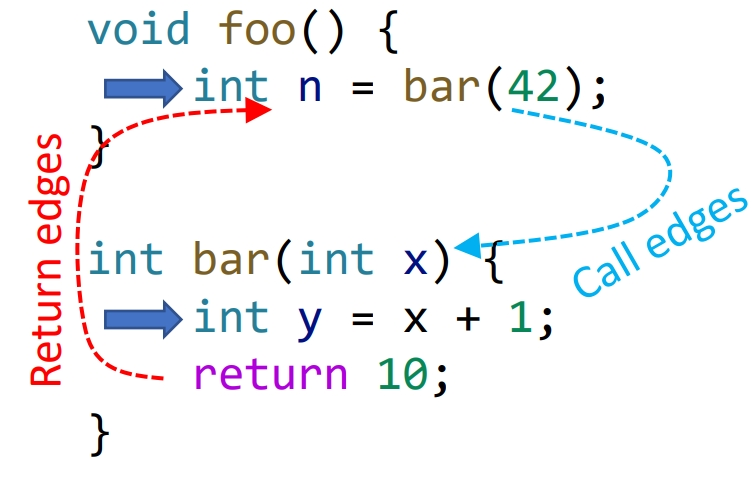 void foo() {
int n = bar(42);
}
int bar(int x) {
int y = x + 1;
return 10;
}
Return edges
Call edges